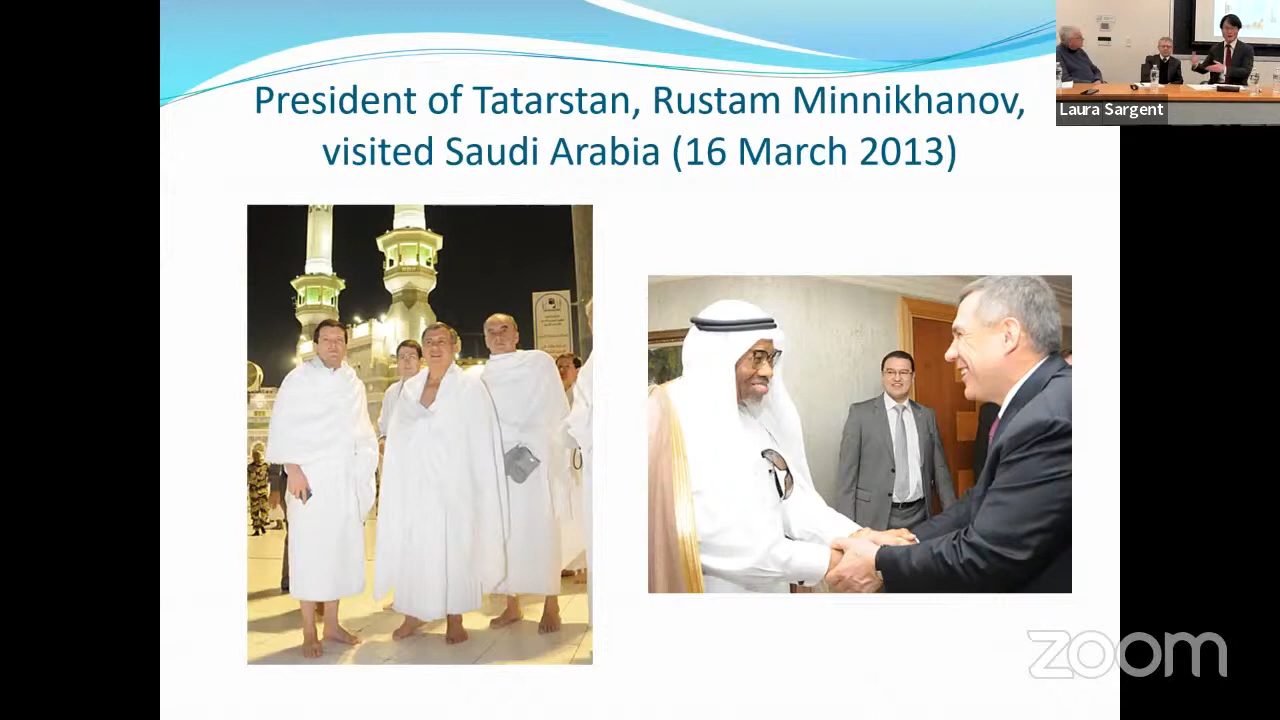 President of Tatarstan, Rustam Minnikhanov,
visited Saudi Arabia (16 March 2013)
Laura Sargent
zoom